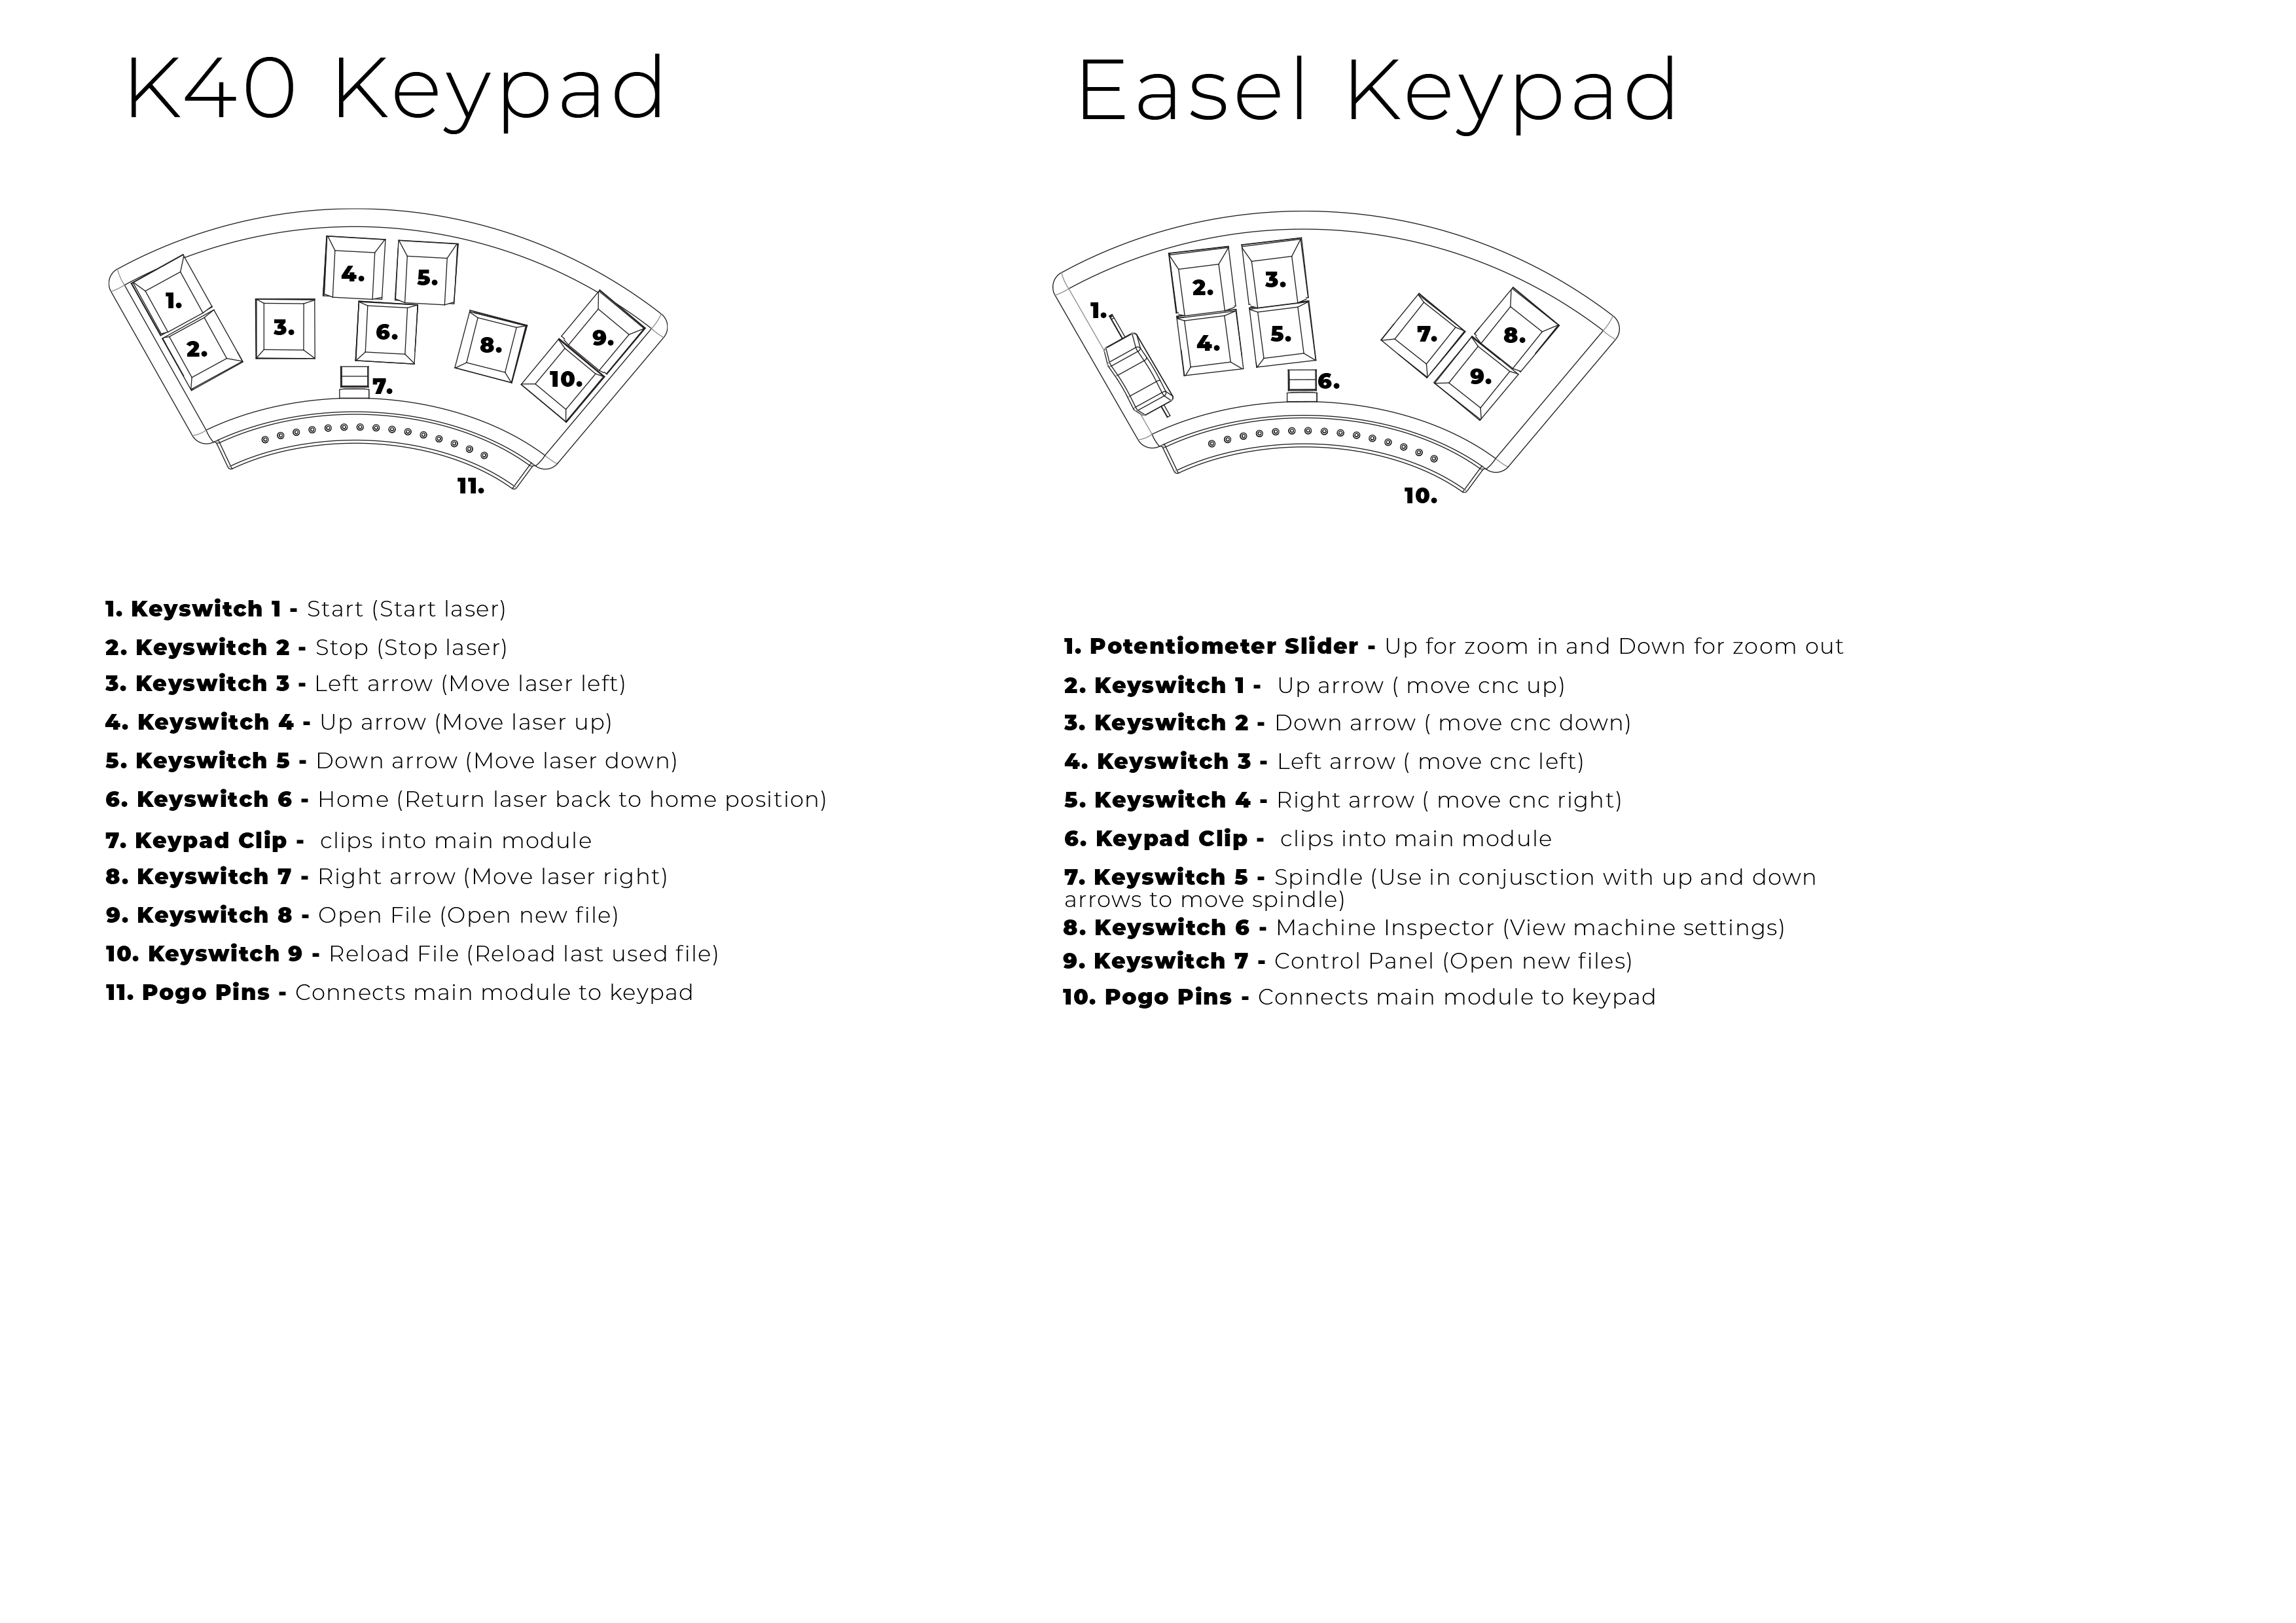 K40 Keypad
1.
2.
3.
4.
5.
6.
7.
8.
9.
10.
11.
1. Keyswitch 1 - Start (Start laser)
2. Keyswitch 2 - Stop (Stop laser)
3. Keyswitch 3 - Left arrow (Move laser left)
4. Keyswitch 4 - Up arrow (Move laser up)
5. Keyswitch 5 - Down arrow (Move laser down)
6. Keyswitch 6 - Home (Return laser back to home position)
7. Keypad Clip -  clips into main module
8. Keyswitch 7 - Right arrow (Move laser right)
9. Keyswitch 8 - Open File (Open new file)
10. Keyswitch 9 - Reload File (Reload last used file)
11. Pogo Pins - Connects main module to keypad
Easel Keypad
1.
2.
3.
4.
5.
6.
7.
8.
9.
10.
1. Potentiometer Slider - Up for zoom in and Down for zoom out
2. Keyswitch 1 -  Up arrow ( move cnc up)
3. Keyswitch 2 - Down arrow ( move cnc down)
4. Keyswitch 3 - Left arrow ( move cnc left)
5. Keyswitch 4 - Right arrow ( move cnc right)
6. Keypad Clip -  clips into main module
7. Keyswitch 5 - Spindle (Use in conjusction with up and down
arrows to move spindle)
8. Keyswitch 6 - Machine Inspector (View machine settings)
9. Keyswitch 7 - Control Panel (Open new files)
10. Pogo Pins - Connects main module to keypad